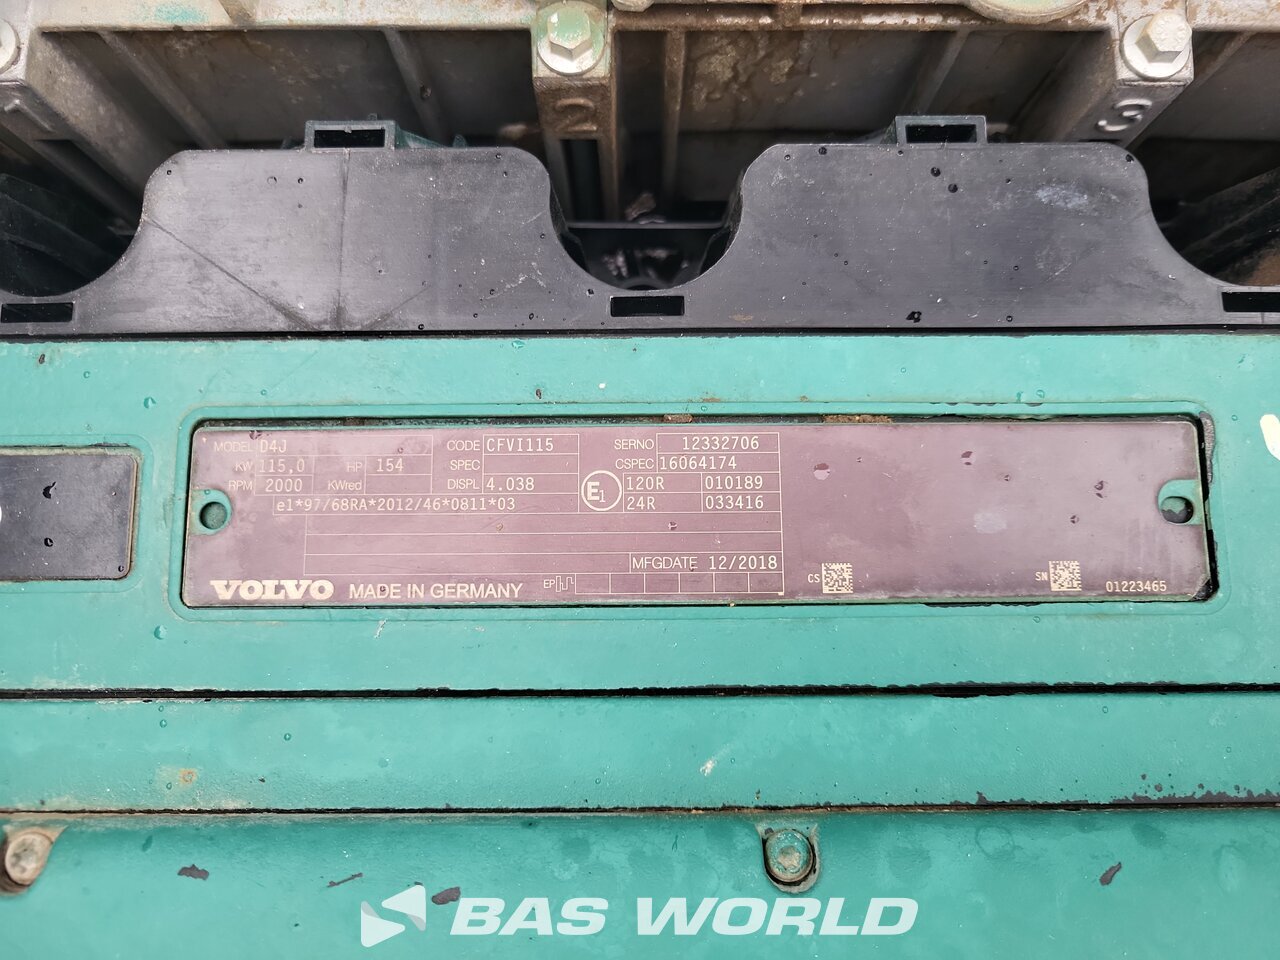 2
3
MODEL D4J CODE CFVI115 SERNO 12332706
KW 115,0 HP 154 SPEC CSPEC 16064174
RPM 2000 KWred DISPL 4.038 E1 120R 010189
e1*97/68RA*2012/46*0811*03 24R 033416
MFGDATE 12/2018
VOLVO MADE IN GERMANY EP CS SN 01223465
BAS WORLD